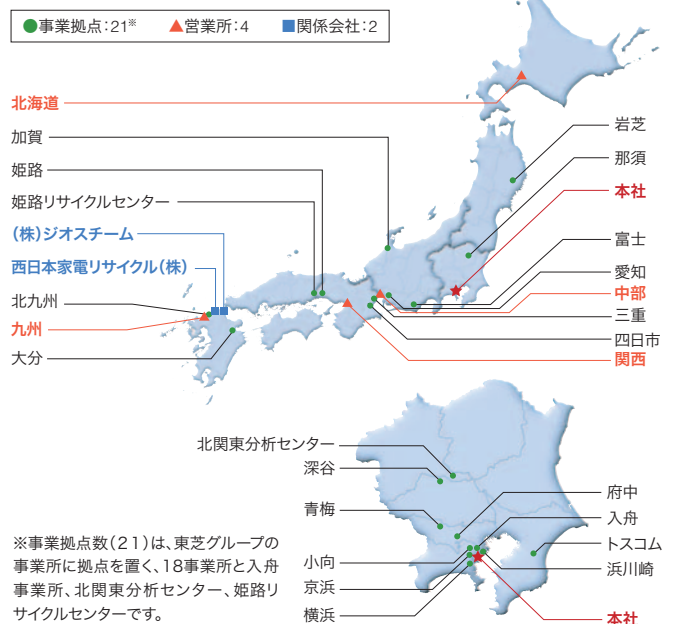 ●事業拠点:21※ ▲営業所:4 ■関係会社:2
北海道
加賀
姫路
姫路リサイクルセンター
(株)ジオスチーム
西日本家電リサイクル(株)
北九州
九州
大分
岩芝
那須
本社
富士
愛知
中部
三重
四日市
関西
北関東分析センター
深谷
青梅
小向
京浜
横浜
府中
入舟
トスコム
浜川崎
本社
※事業拠点数(21)は、東芝グループの
事業所に拠点を置く、18事業所と入舟
事業所、北関東分析センター、姫路リ
サイクルセンターです。